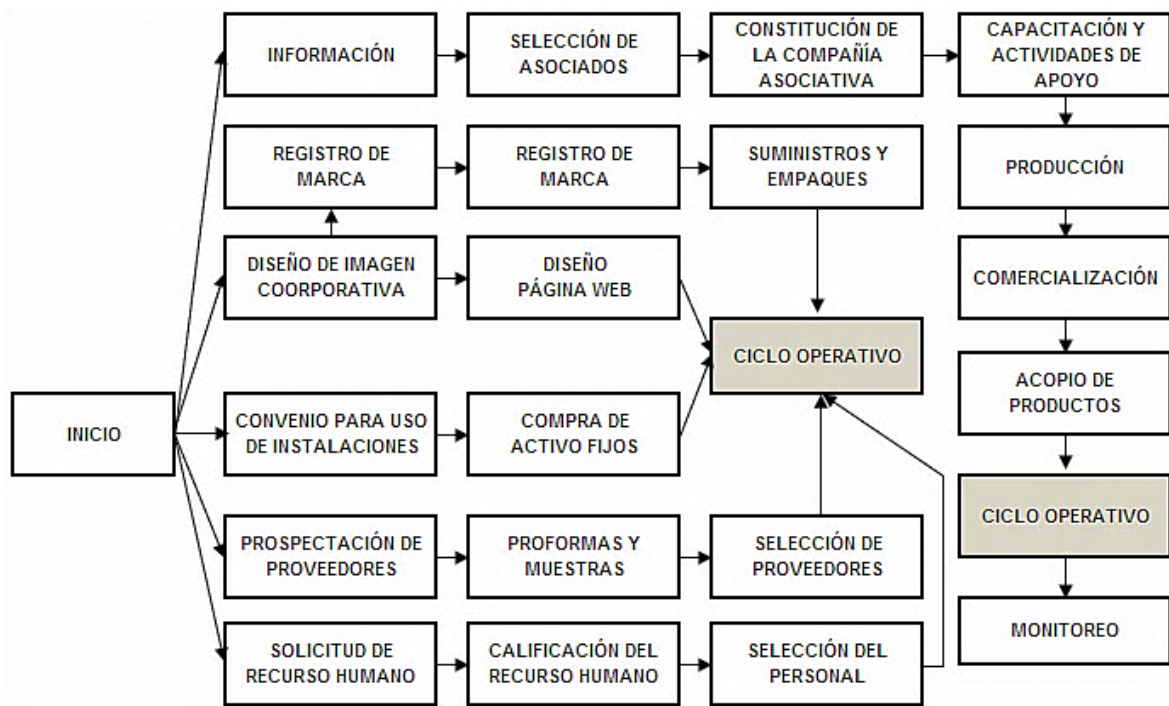 INFORMACIÓN
SELECCIÓN DE
ASOCIADOS
CONSTITUCIÓN DE
LA COMPAÑÍA
ASOCIATIVA
CAPACITACIÓN Y
ACTIVIDADES DE
APOYO
REGISTRO DE
MARCA
REGISTRO DE
MARCA
SUMINISTROS Y
EMPAQUES
PRODUCCIÓN
DISEÑO DE IMAGEN
COORPORATIVA
DISEÑO
PÁGINA WEB
COMERCIALIZACIÓN
CICLO OPERATIVO
INICIO
CONVENIO PARA USO
DE INSTALACIONES
COMPRA DE
ACTIVO FIJOS
ACOPIO DE
PRODUCTOS
CICLO OPERATIVO
PROSPECTACIÓN DE
PROVEEDORES
PROFORMAS Y
MUESTRAS
SELECCIÓN DE
PROVEEDORES
MONITOREO
SOLICITUD DE
RECURSO HUMANO
CALIFICACIÓN DEL
RECURSO HUMANO
SELECCIÓN DEL
PERSONAL